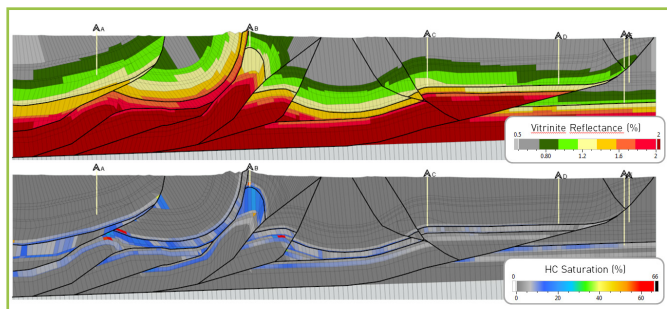 A
B
C
D
Vitrinite Reflectance (%)
0.5
2
0.80
1.2
1.6
2
A
B
C
D
HC Saturation (%)
0
66
0
20
40
60